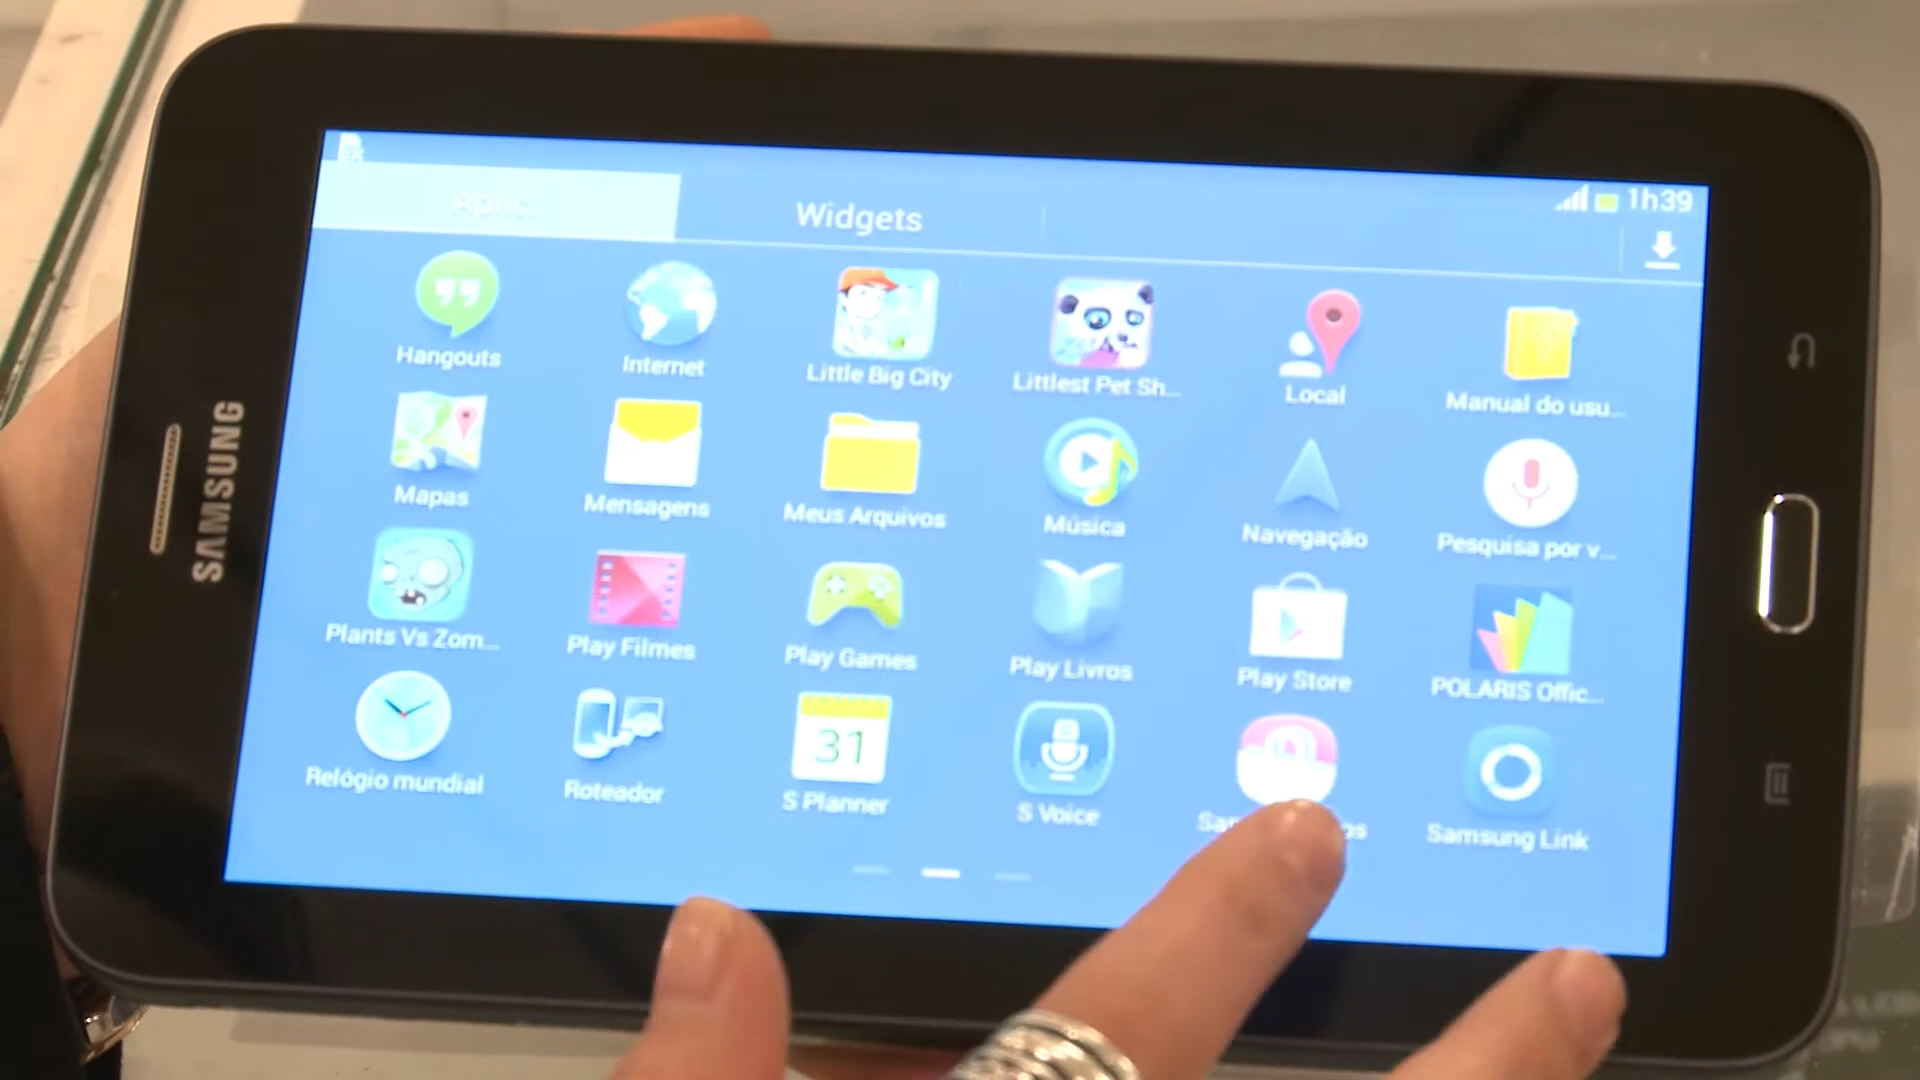 1h39
Aplic.
Widgets
Hangouts
Internet
Little Big City
Littlest Pet Sh...
Local
Manual do usu...
Mapas
Mensagens
Meus Arquivos
Música
Navegação
Pesquisa por v...
Plants Vs Zom...
Play Filmes
Play Games
Play Livros
Play Store
POLARIS Offic...
Relógio mundial
Roteador
31
S Planner
S Voice
Samsung Link
SAMSUNG